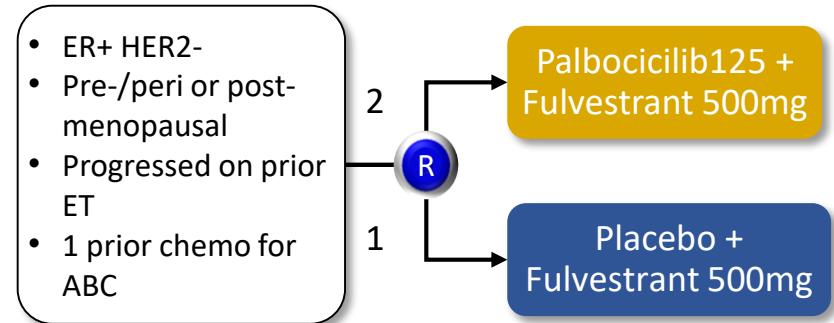 • ER+ HER2-
• Pre-/peri or post-
menopausal
• Progressed on prior
ET
• 1 prior chemo for
ABC
2
1
R
Palbocicilib125 +
Fulvestrant 500mg
Placebo +
Fulvestrant 500mg